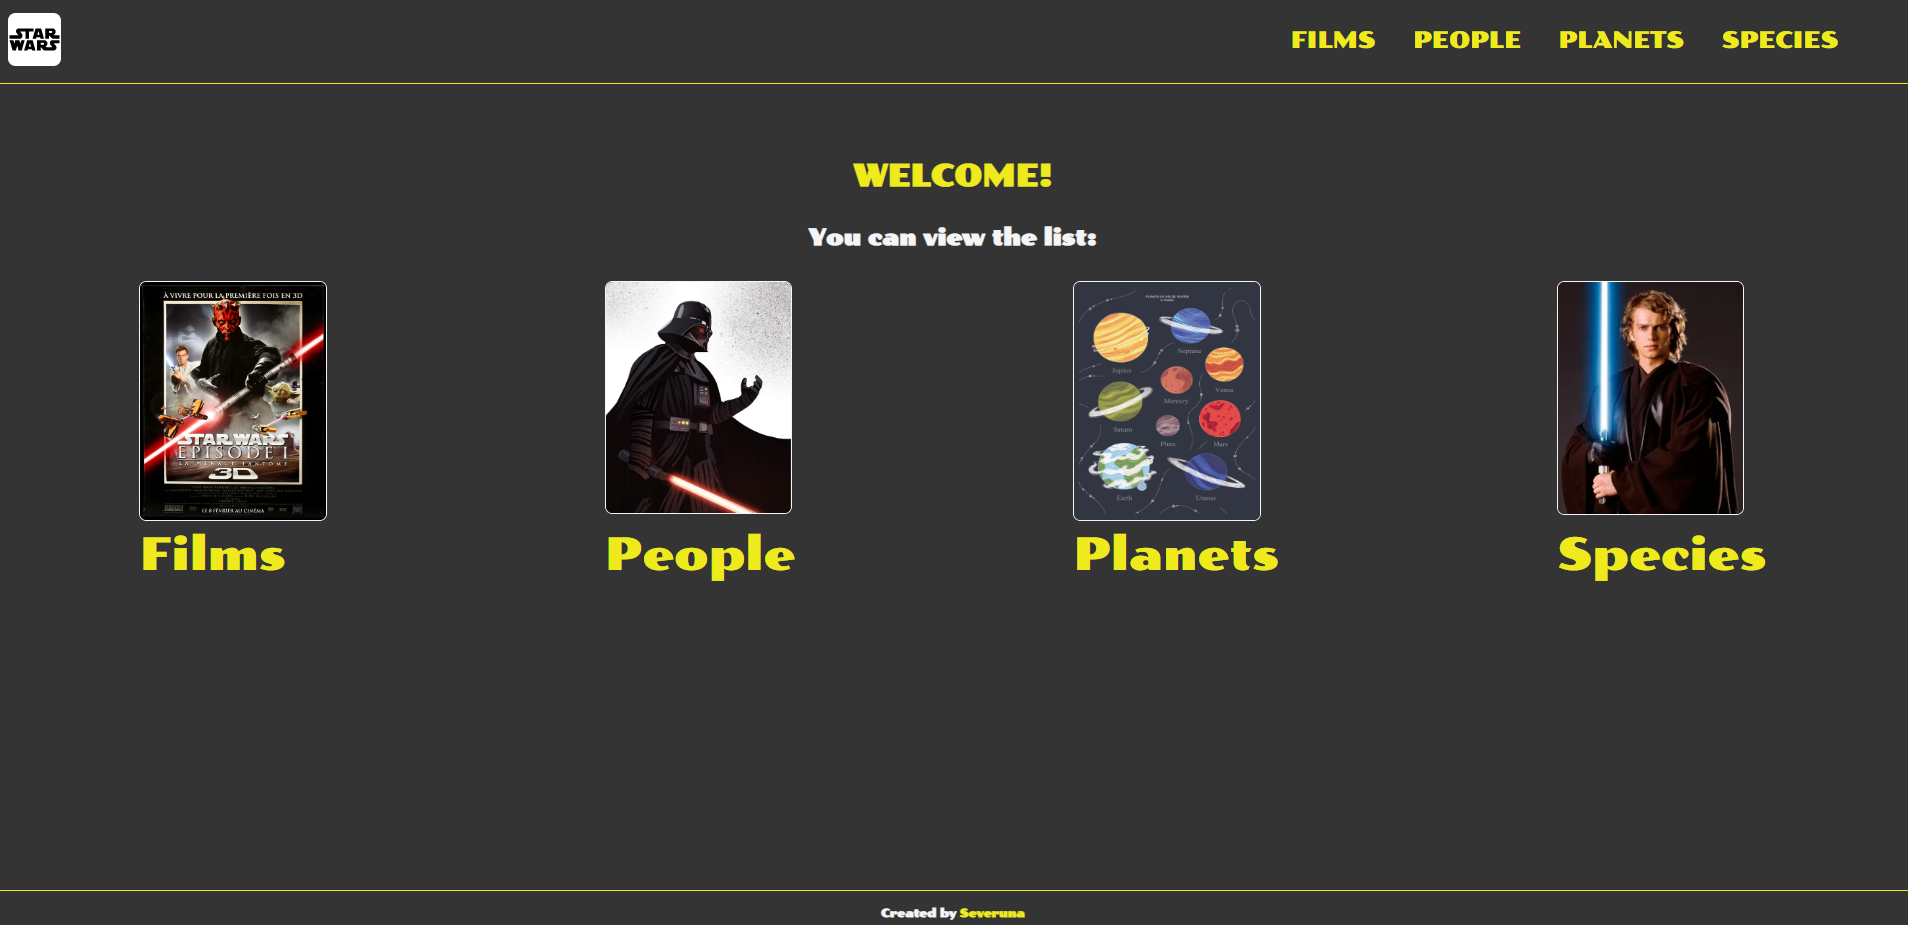 STAR
WARS
FILMS PEOPLE PLANETS SPECIES
WELCOME!
You can view the list:
À VIVRE POUR LA PREMIÈRE FOIS EN 3D
STAR WARS
EPISODE I
LA MENACE FANTÔME
3D
LE 8 FÉVRIER AU CINÉMA
Neptune
Jupiter
Venus
Mercury
Saturn
Pluto
Mars
Earth
Uranus
Films
People
Planets
Species
Created by Severuna